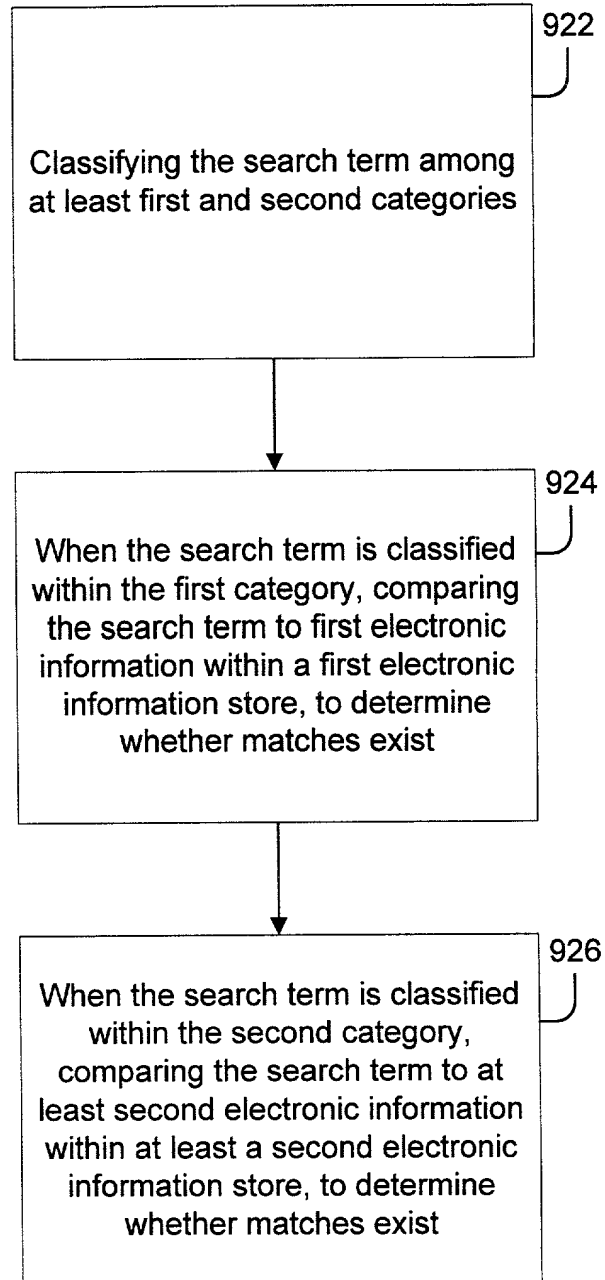 922
Classifying the search term among
at least first and second categories
924
When the search term is classified
within the first category, comparing
the search term to first electronic
information within a first electronic
information store, to determine
whether matches exist
926
When the search term is classified
within the second category,
comparing the search term to at
least second electronic information
within at least a second electronic
information store, to determine
whether matches exist